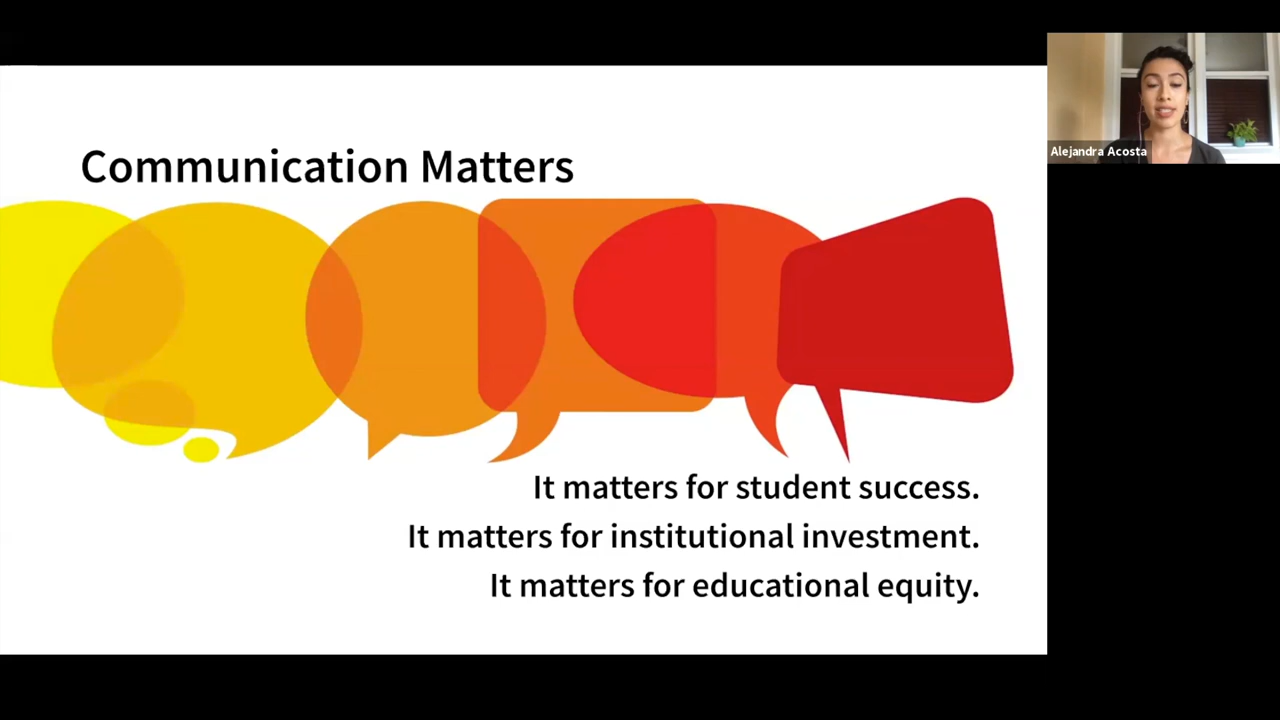 Communication Matters
Alejandra Acosta
It matters for student success.
It matters for institutional investment.
It matters for educational equity.